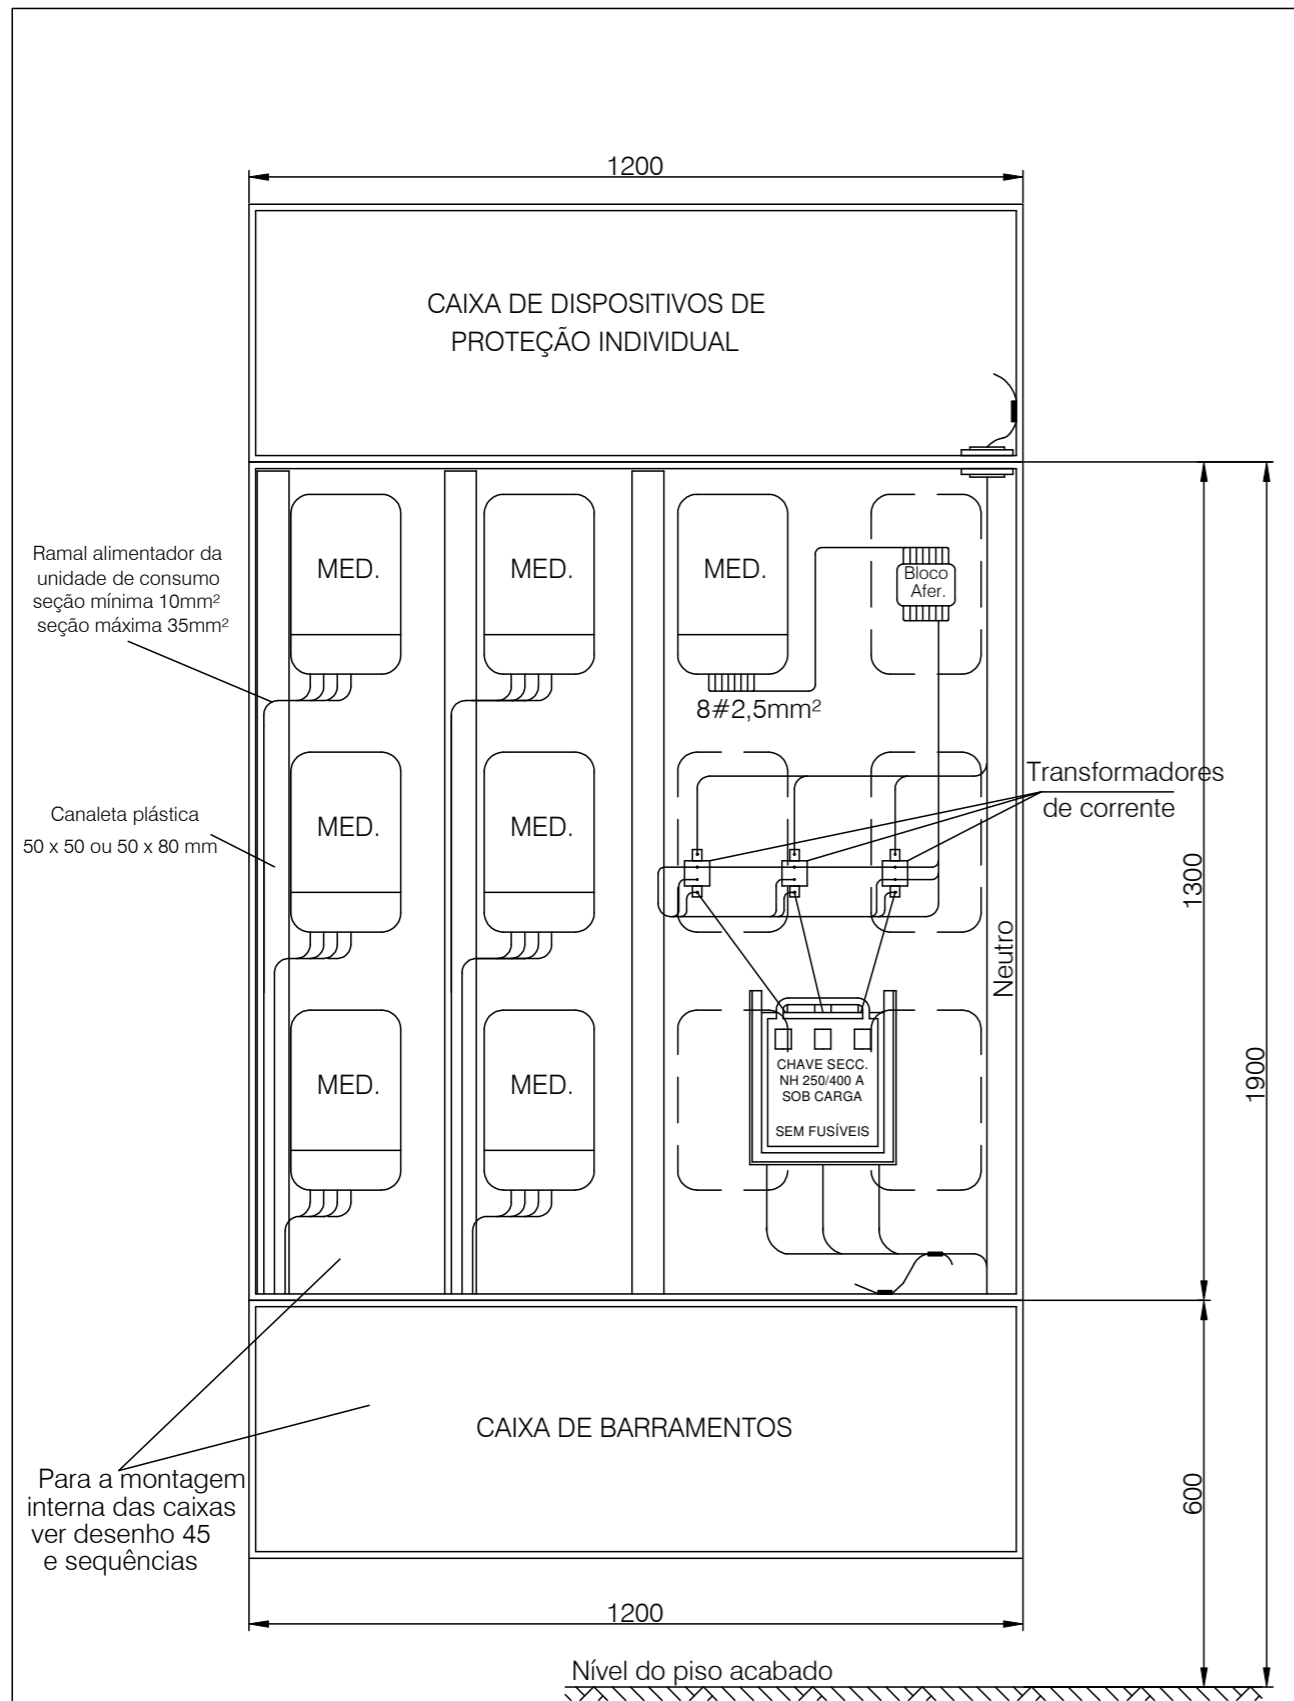 1200
CAIXA DE DISPOSITIVOS DE
PROTEÇÃO INDIVIDUAL
Ramal alimentador da
unidade de consumo
seção mínima 10mm²
seção máxima 35mm²
MED.
MED.
MED.
Bloco
Afer.
8#2,5mm²
Canaleta plástica
50 x 50 ou 50 x 80 mm
MED.
MED.
Transformadores
de corrente
1300
Neutro
MED.
MED.
CHAVE SECC.
NH 250/400 A
SOB CARGA
SEM FUSÍVEIS
1900
CAIXA DE BARRAMENTOS
Para a montagem
interna das caixas
ver desenho 45
e sequências
600
1200
Nível do piso acabado